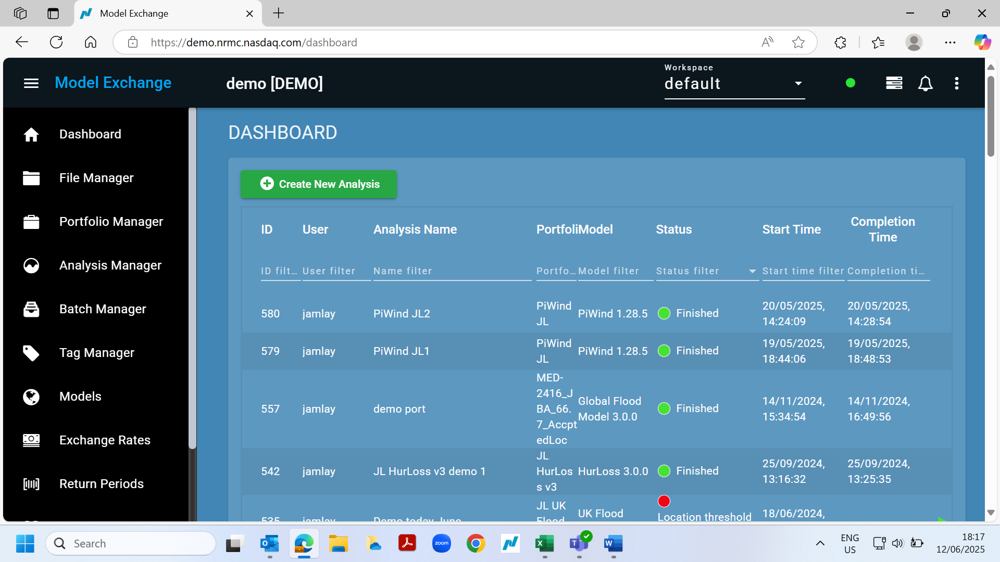 Model Exchange
https://demo.nrmc.nasdaq.com/dashboard
Model Exchange
demo [DEMO]
Workspace
default
Dashboard
File Manager
Portfolio Manager
Analysis Manager
Batch Manager
Tag Manager
Models
Exchange Rates
Return Periods
DASHBOARD
Create New Analysis
ID User Analysis Name PortfoliModel Status Start Time Completion Time
ID filt... User filter Name filter Portfo... Model filter Status filter Start time filter Completion ti...
580 jamlay PiWind JL2 PiWind JL PiWind 1.28.5 Finished 20/05/2025, 14:24:09 20/05/2025, 14:28:54
579 jamlay PiWind JL1 PiWind JL PiWind 1.28.5 Finished 19/05/2025, 18:44:06 19/05/2025, 18:48:53
557 jamlay demo port MED-2416_JBA_66.7_AccptedLoc Global Flood Model 3.0.0 Finished 14/11/2024, 15:34:54 14/11/2024, 16:49:56
542 jamlay JL HurLoss v3 demo 1 JL HurLoss v3 HurLoss 3.0.0 Finished 25/09/2024, 13:16:32 25/09/2024, 13:25:35
535 jamlay Demo today June JL UK Flood UK Flood Location threshold 18/06/2024,
Search
zoom
ENG
US
18:17
12/06/2025